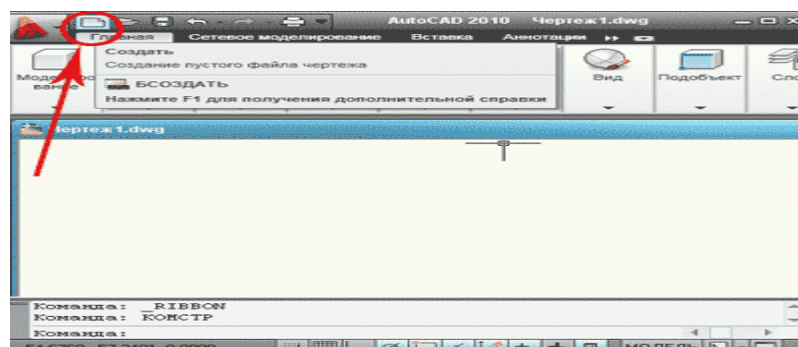 AutoCAD 2010 Чертеж1.dwg
Главная Сетевое моделирование Вставка Аннотации
Создать
Создание пустого файла чертежа
БСОЗДАТЬ
Нажмите F1 для получения дополнительной справки
Вид
Подобъект
Чертеж1.dwg
Команда: _RIBBON
Команда: КОНСТР
Команда:
МОДЕЛЬ